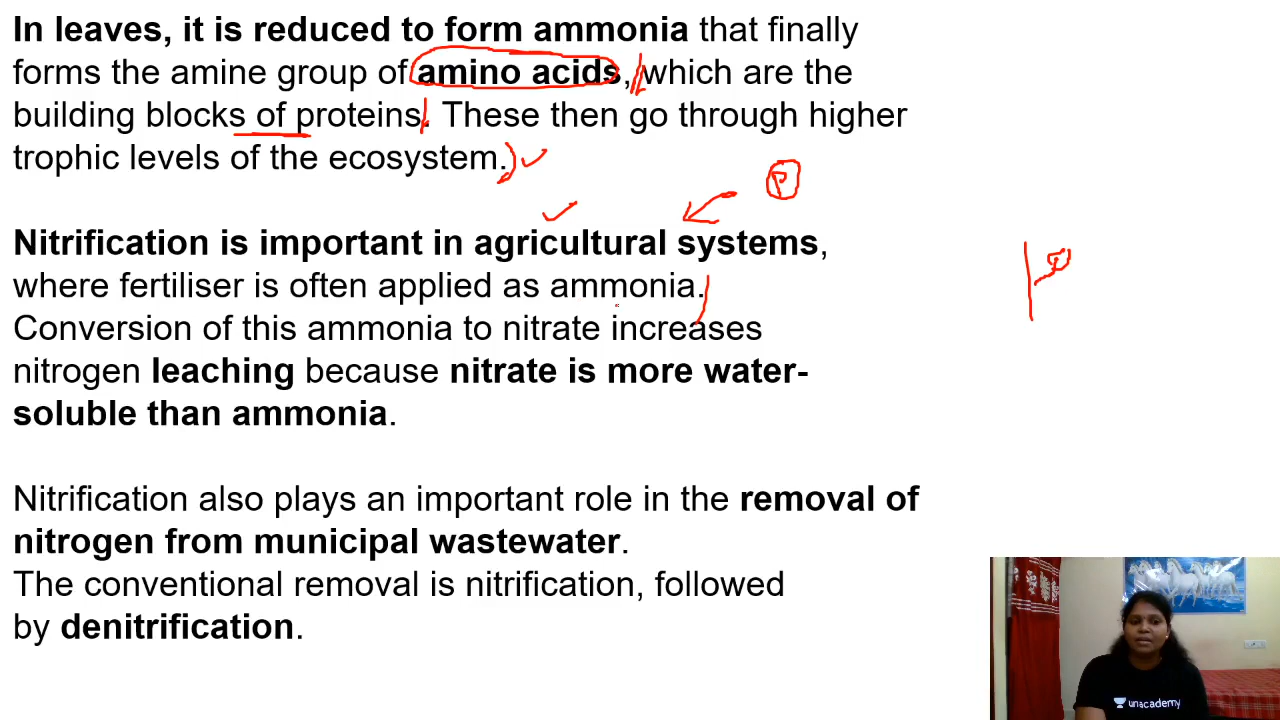 In leaves, it is reduced to form ammonia that finally
forms the amine group of amino acids, which are the
building blocks of proteins. These then go through higher
trophic levels of the ecosystem.
P
Nitrification is important in agricultural systems,
where fertiliser is often applied as ammonia.
Conversion of this ammonia to nitrate increases
nitrogen leaching because nitrate is more water-
soluble than ammonia.
Nitrification also plays an important role in the removal of
nitrogen from municipal wastewater.
The conventional removal is nitrification, followed
by denitrification.
unacademy